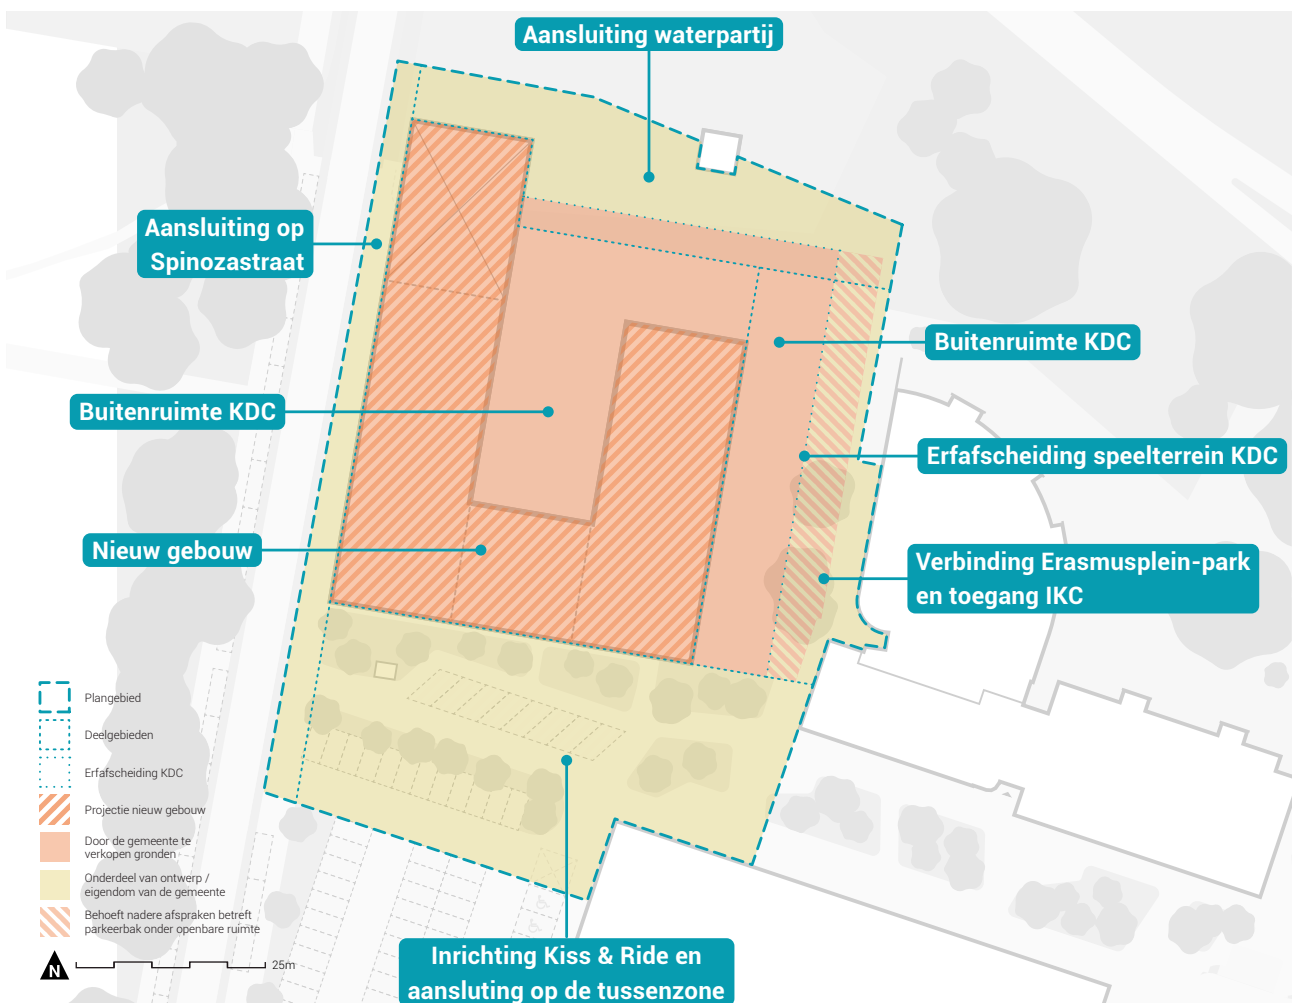 Aansluiting waterpartij
Aansluiting op
Spinozastraat
Buitenruimte KDC
Buitenruimte KDC
Erfafscheiding speelterrein KDC
Nieuw gebouw
Verbinding Erasmusplein-park
en toegang IKC
Plangebied
Deelgebieden
Erfafscheiding KDC
Projectie nieuw gebouw
Door de gemeente te
verkopen gronden
Onderdeel van ontwerp /
eigendom van de gemeente
Behoeft nadere afspraken betreft
parkeerbak onder openbare ruimte
N
25m
Inrichting Kiss & Ride en
aansluting op de tussenzone